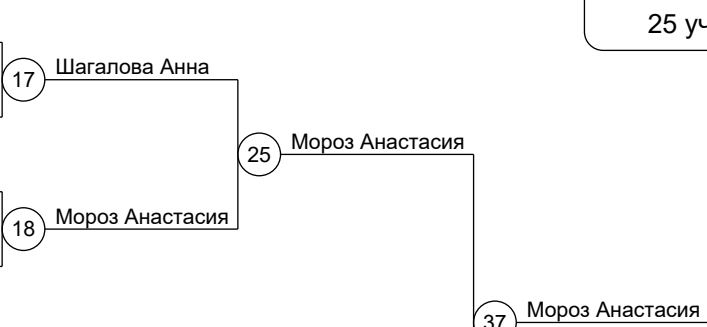 25 уч
17 Шагалова Анна
25 Мороз Анастасия
18 Мороз Анастасия
37 Мороз Анастасия